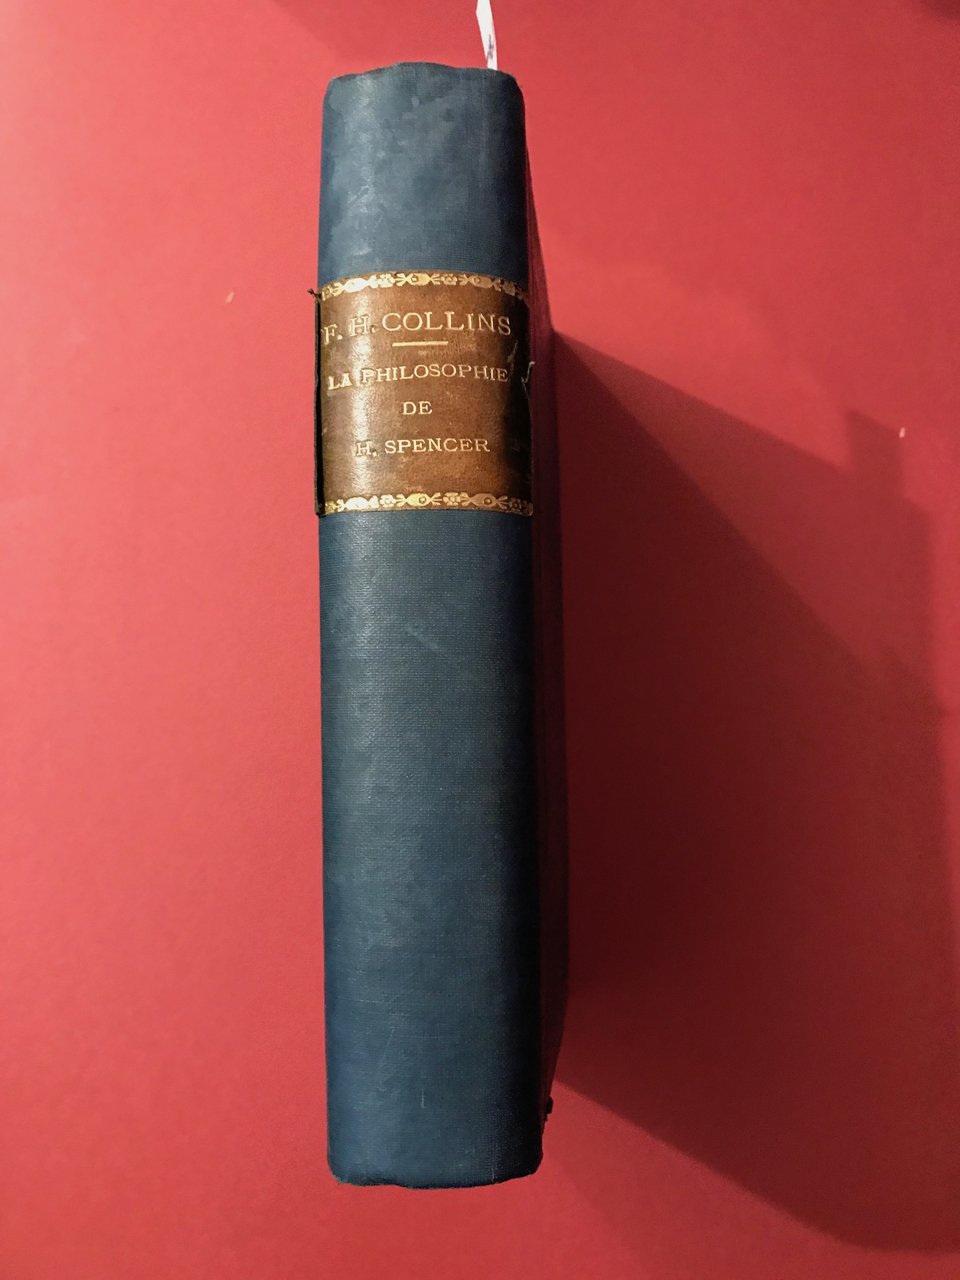 F. H. COLLINS
LA PHILOSOPHIE
DE
H. SPENCER